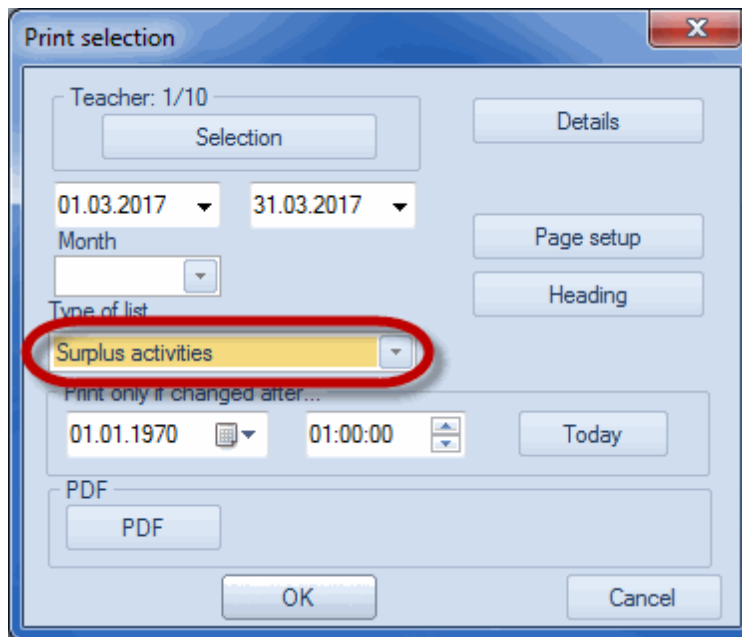 Print selection
Teacher: 1/10
Selection
Details
01.03.2017 31.03.2017
Month
Page setup
Heading
Type of list
Surplus activities
Print only if changed after...
01.01.1970 01:00:00 Today
PDF
PDF
OK Cancel